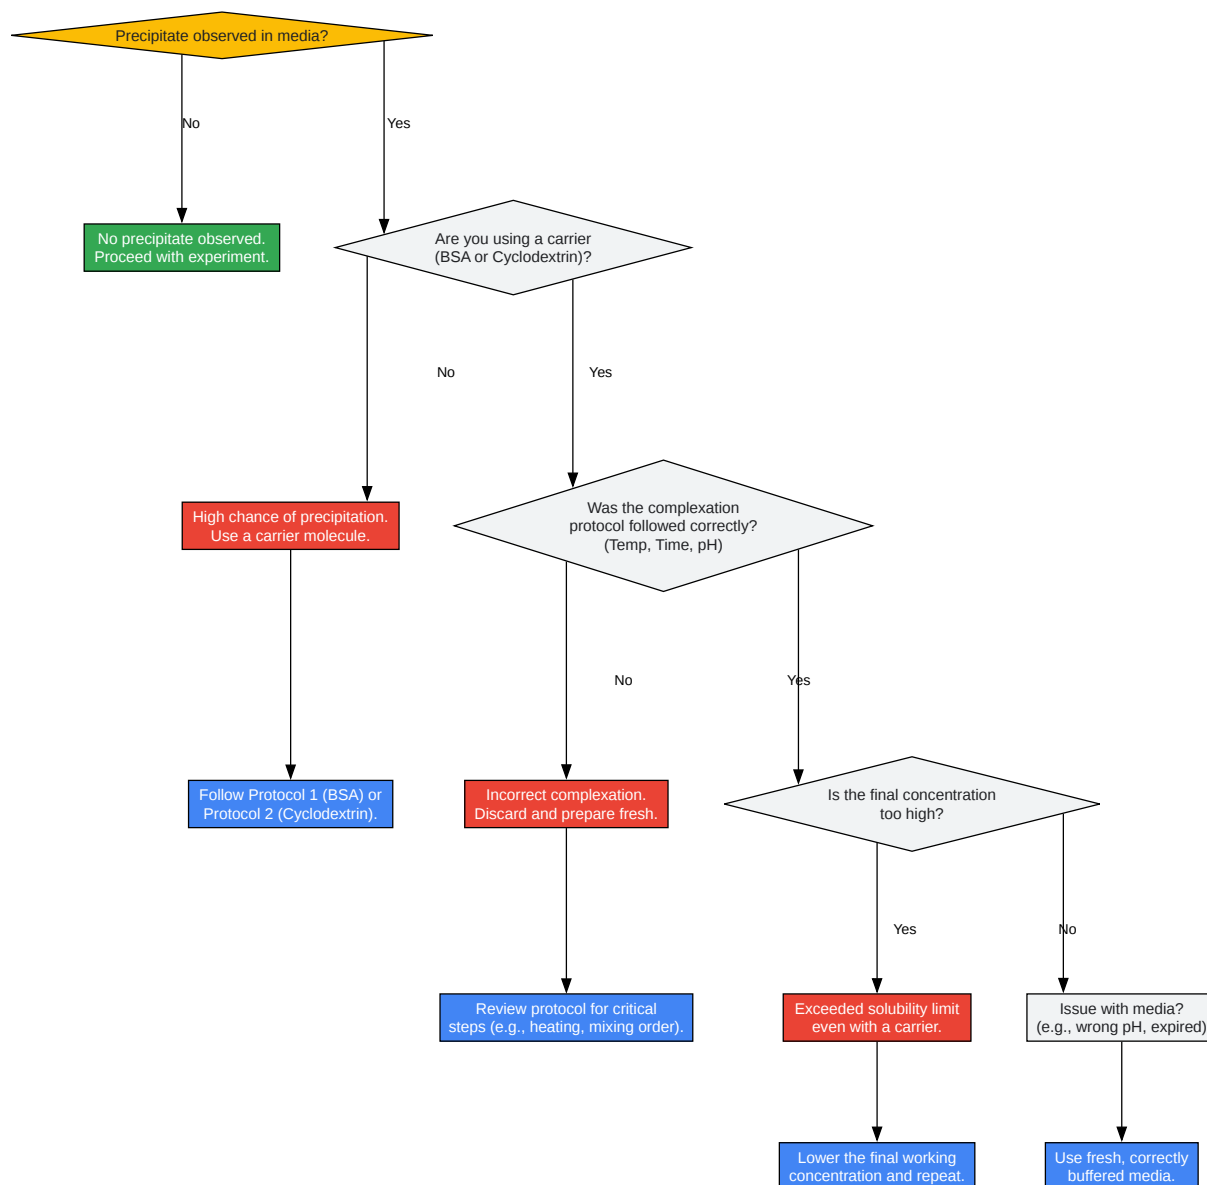 Precipitate observed in media?
No
Yes
No precipitate observed.
Proceed with experiment.
Are you using a carrier
(BSA or Cyclodextrin)?
No
Yes
High chance of precipitation.
Use a carrier molecule.
Was the complexation
protocol followed correctly?
(Temp, Time, pH)
No
Yes
Follow Protocol 1 (BSA) or
Protocol 2 (Cyclodextrin).
Incorrect complexation.
Discard and prepare fresh.
Is the final concentration
too high?
Yes
No
Review protocol for critical
steps (e.g., heating, mixing order).
Exceeded solubility limit
even with a carrier.
Issue with media?
(e.g., wrong pH, expired)
Lower the final working
concentration and repeat.
Use fresh, correctly
buffered media.